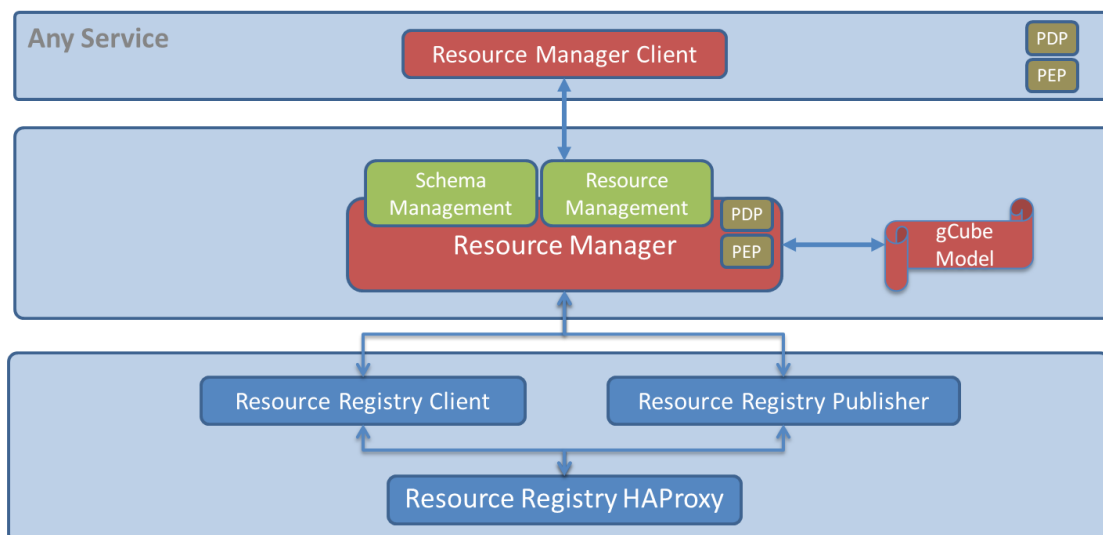 Any Service
Resource Manager Client
PDP
PEP
Schema
Management
Resource
Management
PDP
Resource Manager
PEP
gCube
Model
Resource Registry Client
Resource Registry Publisher
Resource Registry HAProxy